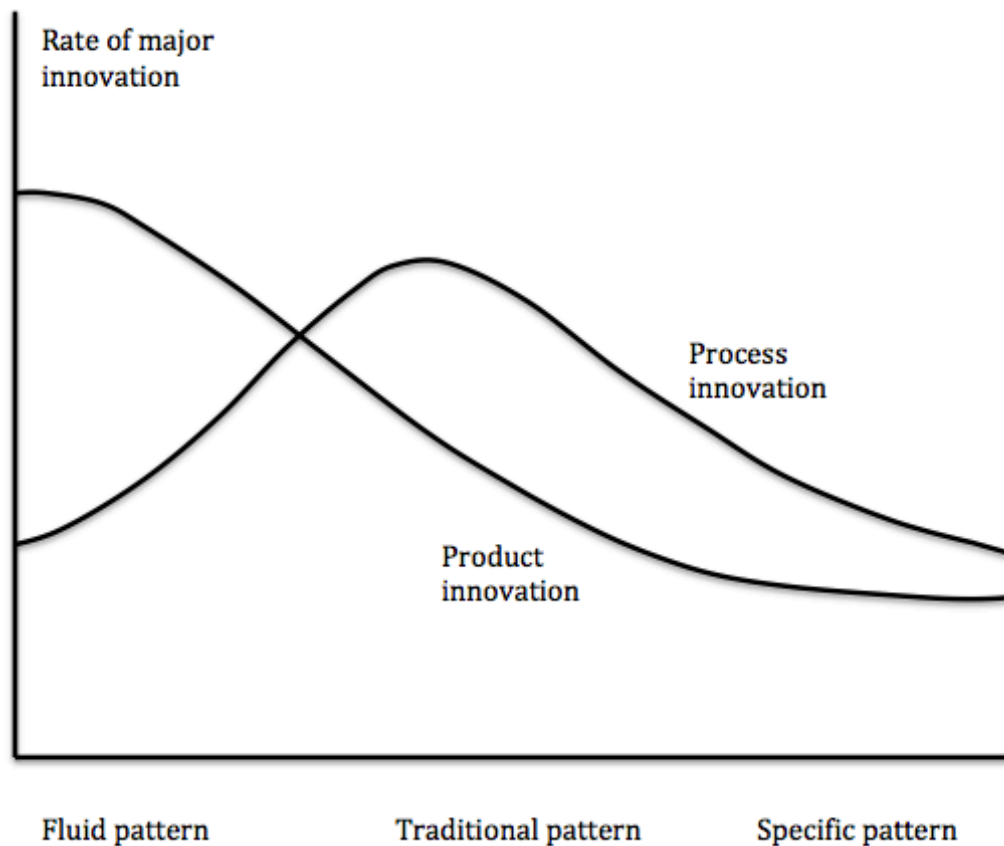 Rate of major
innovation
Process
innovation
Product
innovation
Fluid pattern
Traditional pattern
Specific pattern